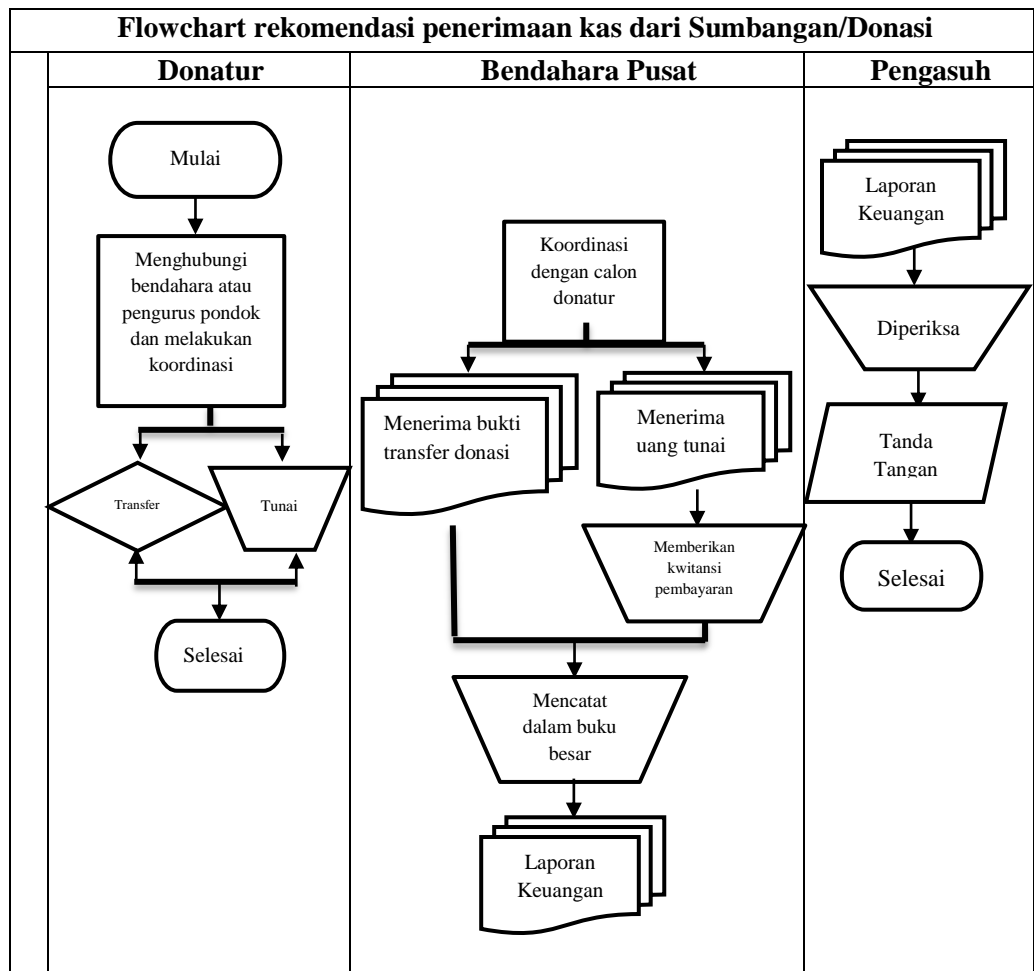 Flowchart rekomendasi penerimaan kas dari Sumbangan/Donasi
Donatur
Bendahara Pusat
Pengasuh
Mulai
Menghubungi
bendahara atau
pengurus pondok
dan melakukan
koordinasi
Transfer
Tunai
Selesai
Koordinasi
dengan calon
donatur
Menerima bukti
transfer donasi
Menerima
uang tunai
Memberikan
kwitansi
pembayaran
Mencatat
dalam buku
besar
Laporan
Keuangan
Laporan
Keuangan
Diperiksa
Tanda
Tangan
Selesai